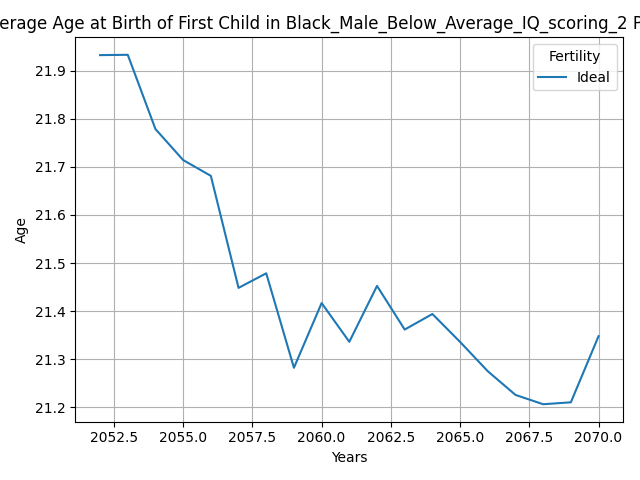 erage Age at Birth of First Child in Black_Male_Below_Average_IQ_scoring_2
Fertility
Ideal
21.9
21.8
21.7
21.6
21.5
21.4
21.3
21.2
Age
2052.5 2055.0 2057.5 2060.0 2062.5 2065.0 2067.5 2070.0
Years